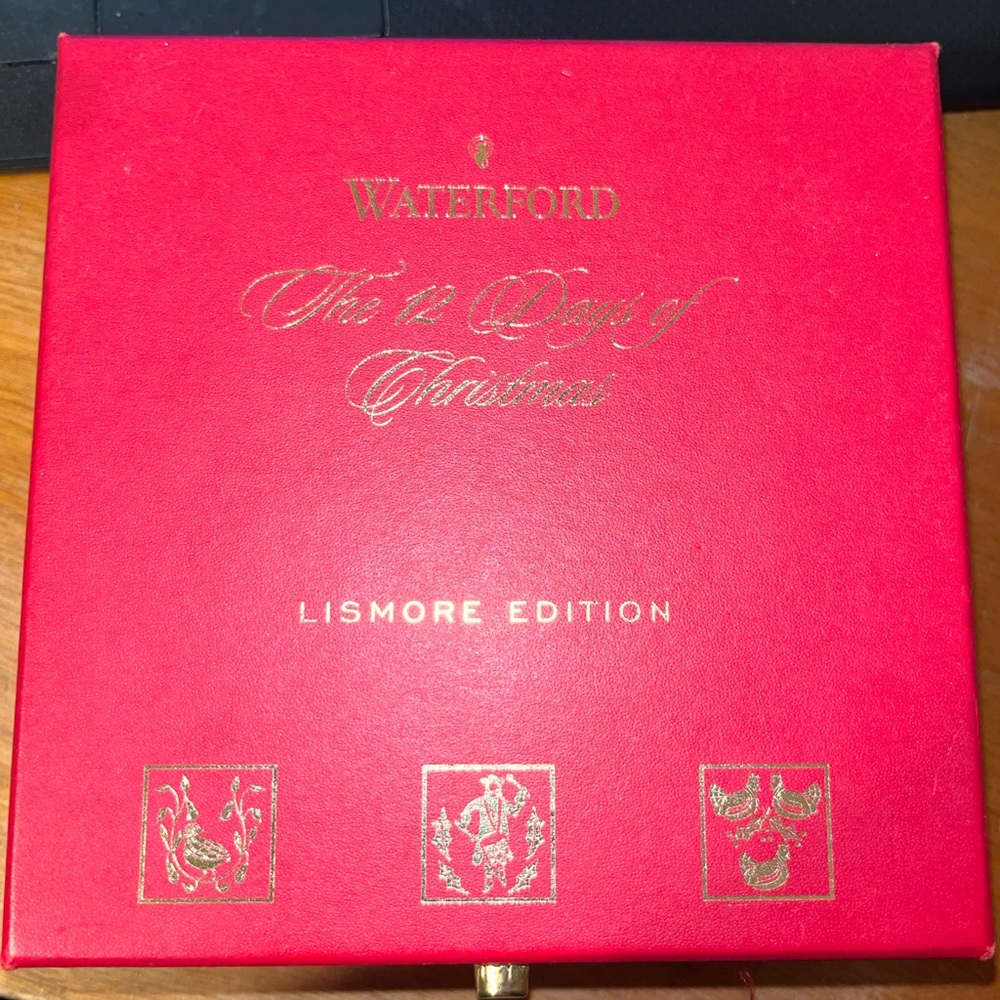 WATERFORD
The 12 Days of
Christmas
LISMORE EDITION